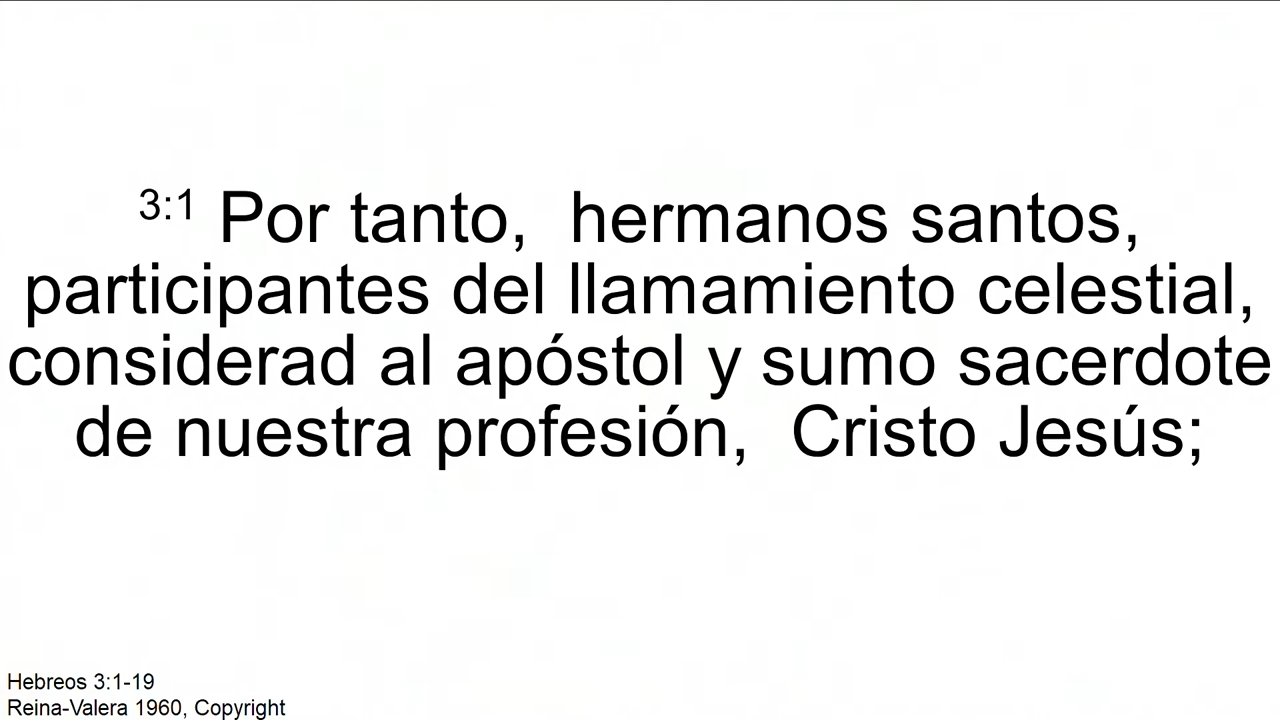 3:1 Por tanto,  hermanos santos,
participantes del llamamiento celestial,
considerad al apóstol y sumo sacerdote
de nuestra profesión,  Cristo Jesús;
Hebreos 3:1-19
Reina-Valera 1960, Copyright